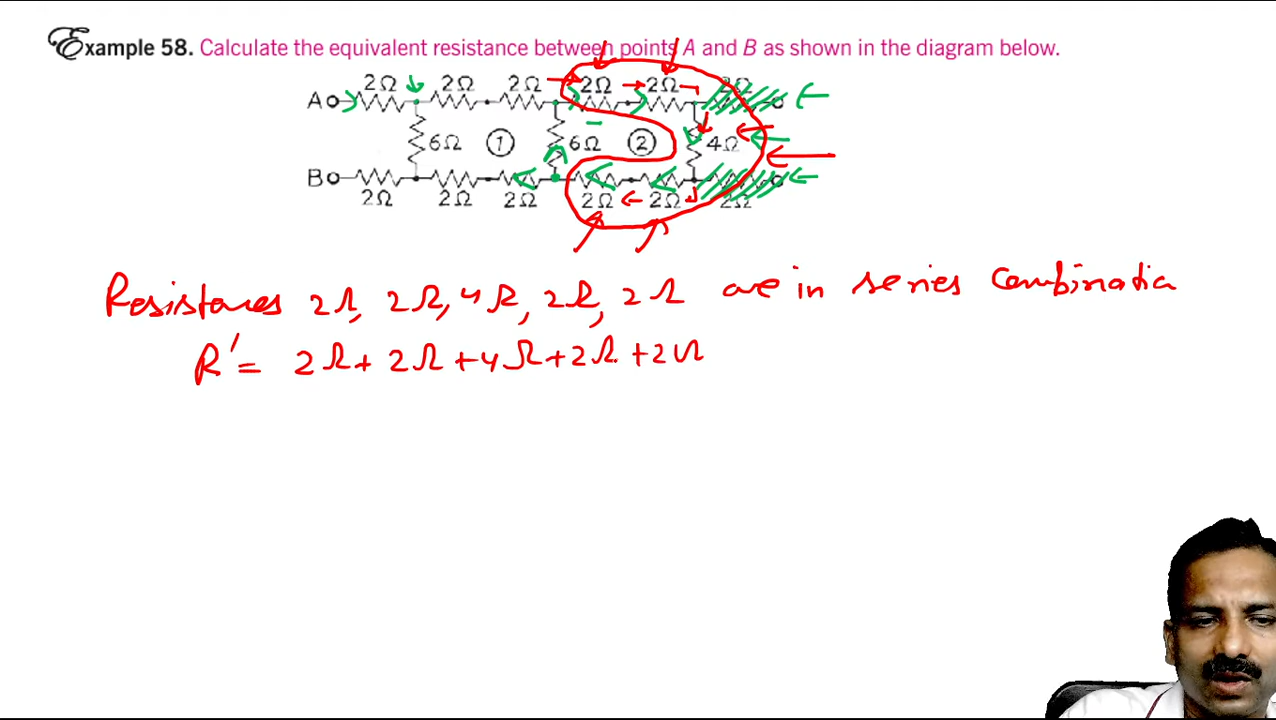 Example 58. Calculate the equivalent resistance between points A and B as shown in the diagram below.
2Ω 2Ω 2Ω 2Ω 2Ω 2Ω
A
6Ω 1 6Ω 2 4Ω
B
2Ω 2Ω 2Ω 2Ω 2Ω 2Ω
Resistances 2Ω, 2Ω, 4Ω, 2Ω, 2Ω are in series Combinatio
R' = 2Ω + 2Ω + 4Ω + 2Ω + 2Ω